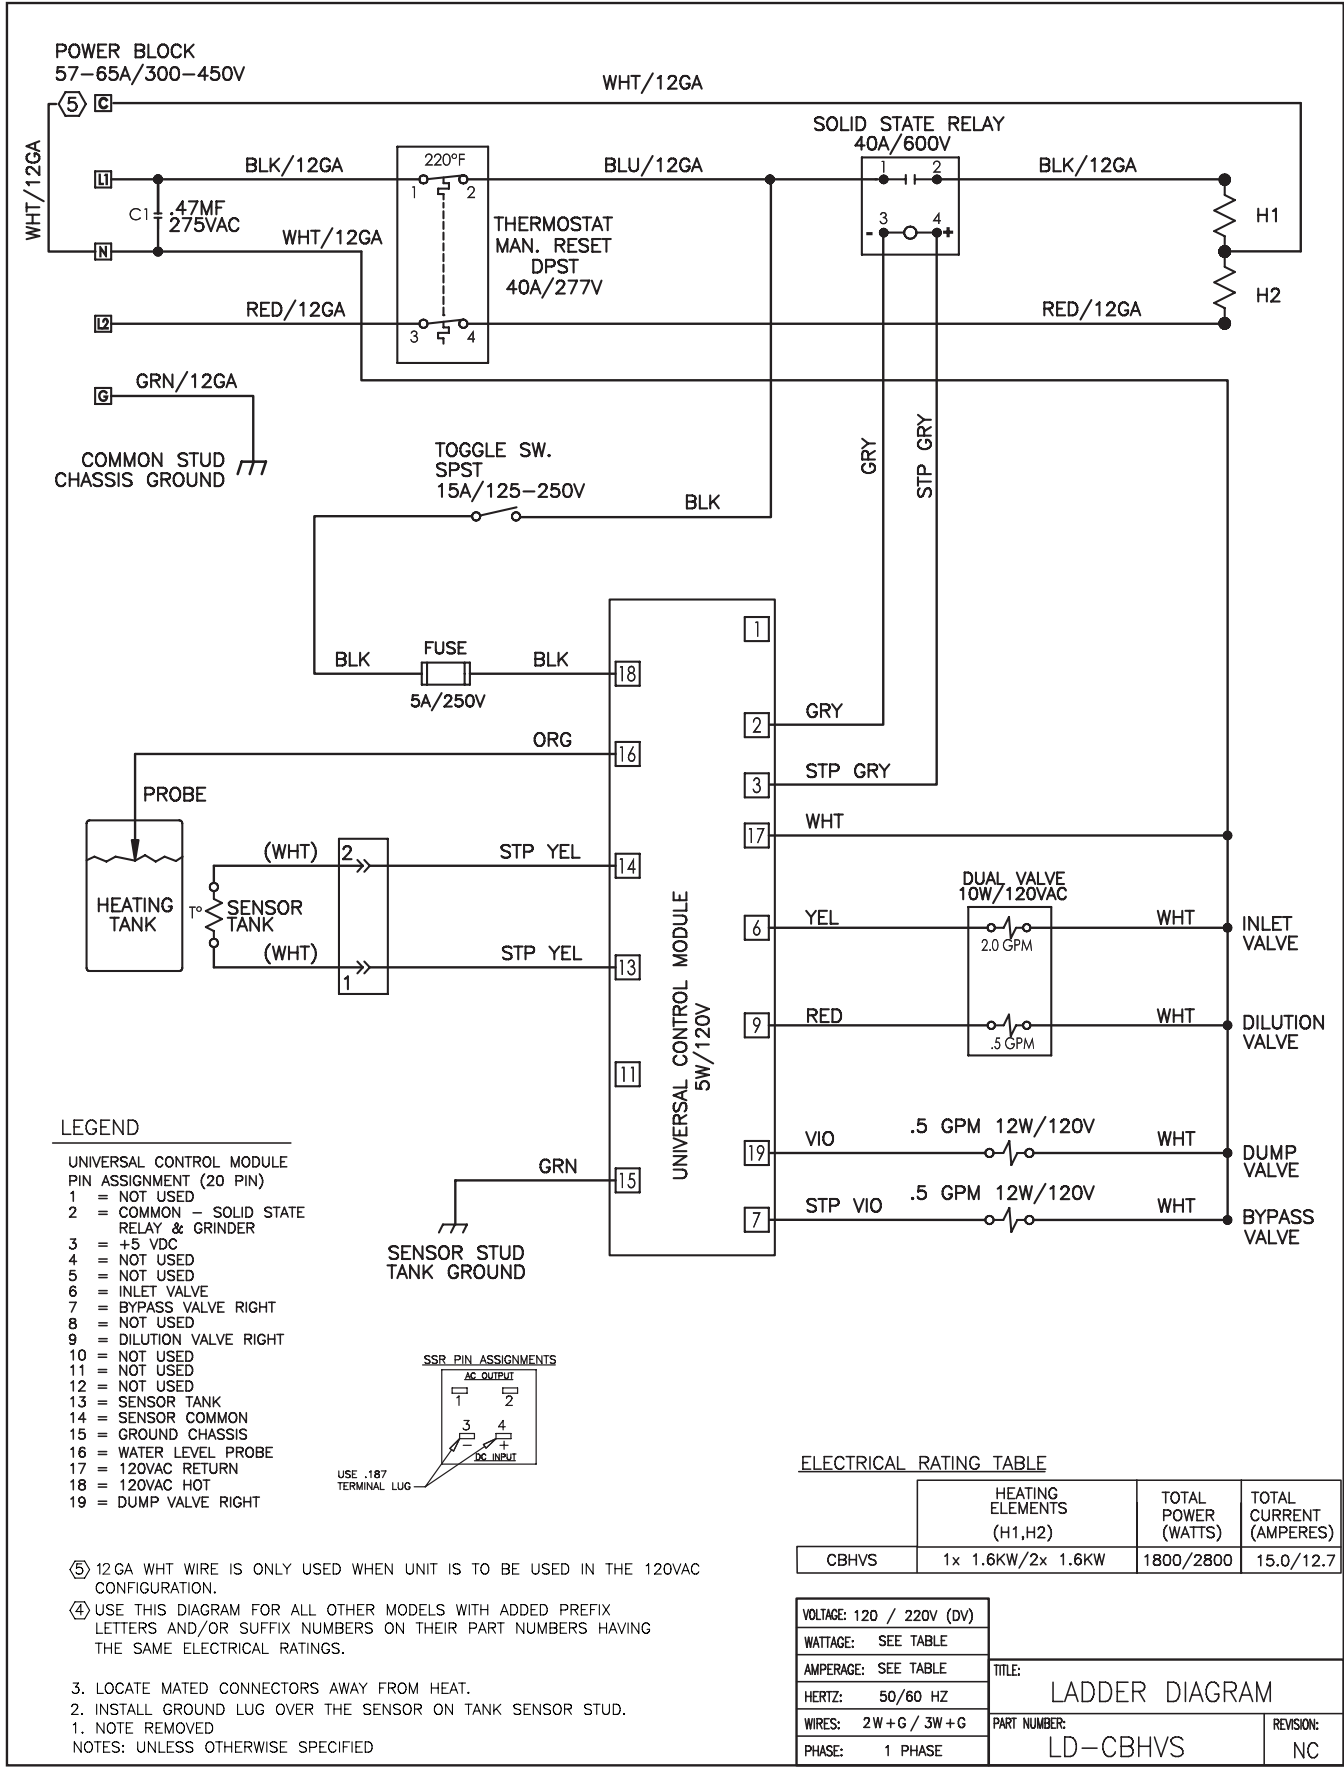 POWER BLOCK
57-65A/300-450V
WHT/12GA
5
C
SOLID STATE RELAY
40A/600V
WHT/12GA
L1
BLK/12GA
220°F
1
2
BLU/12GA
1
2
BLK/12GA
C1
.47MF
275VAC
THERMOSTAT
MAN. RESET
DPST
40A/277V
3
4
-
+
H1
N
WHT/12GA
H2
L2
RED/12GA
3
4
RED/12GA
G
GRN/12GA
COMMON STUD
CHASSIS GROUND
TOGGLE SW.
SPST
15A/125-250V
BLK
GRY
STP GRY
BLK
FUSE
5A/250V
BLK
18
1
ORG
16
2
GRY
3
STP GRY
17
WHT
PROBE
HEATING
TANK
T°
SENSOR
TANK
(WHT)
2
STP YEL
14
(WHT)
1
STP YEL
13
11
GRN
15
SENSOR STUD
TANK GROUND
UNIVERSAL CONTROL MODULE
5W/120V
DUAL VALVE
10W/120VAC
6
YEL
2.0 GPM
WHT
INLET
VALVE
9
RED
.5 GPM
WHT
DILUTION
VALVE
19
VIO
.5 GPM 12W/120V
WHT
DUMP
VALVE
7
STP VIO
.5 GPM 12W/120V
WHT
BYPASS
VALVE
LEGEND
UNIVERSAL CONTROL MODULE
PIN ASSIGNMENT (20 PIN)
1 = NOT USED
2 = COMMON - SOLID STATE
RELAY & GRINDER
3 = +5 VDC
4 = NOT USED
5 = NOT USED
6 = INLET VALVE
7 = BYPASS VALVE RIGHT
8 = NOT USED
9 = DILUTION VALVE RIGHT
10 = NOT USED
11 = NOT USED
12 = NOT USED
13 = SENSOR TANK
14 = SENSOR COMMON
15 = GROUND CHASSIS
16 = WATER LEVEL PROBE
17 = 120VAC RETURN
18 = 120VAC HOT
19 = DUMP VALVE RIGHT
SSR PIN ASSIGNMENTS
AC OUTPUT
1
2
3
4
-
+
DC INPUT
USE .187
TERMINAL LUG
5 12 GA WHT WIRE IS ONLY USED WHEN UNIT IS TO BE USED IN THE 120VAC
CONFIGURATION.
4 USE THIS DIAGRAM FOR ALL OTHER MODELS WITH ADDED PREFIX
LETTERS AND/OR SUFFIX NUMBERS ON THEIR PART NUMBERS HAVING
THE SAME ELECTRICAL RATINGS.
3. LOCATE MATED CONNECTORS AWAY FROM HEAT.
2. INSTALL GROUND LUG OVER THE SENSOR ON TANK SENSOR STUD.
1. NOTE REMOVED
NOTES: UNLESS OTHERWISE SPECIFIED
ELECTRICAL RATING TABLE
HEATING
ELEMENTS
(H1,H2)
TOTAL
POWER
(WATTS)
TOTAL
CURRENT
(AMPERES)
CBHVS 1x 1.6KW/2x 1.6KW 1800/2800 15.0/12.7
VOLTAGE: 120 / 220V (DV)
WATTAGE: SEE TABLE
AMPERAGE: SEE TABLE
HERTZ: 50/60 HZ
WIRES: 2W+G / 3W+G
PHASE: 1 PHASE
TITLE:
LADDER DIAGRAM
PART NUMBER:
LD-CBHVS
REVISION:
NC